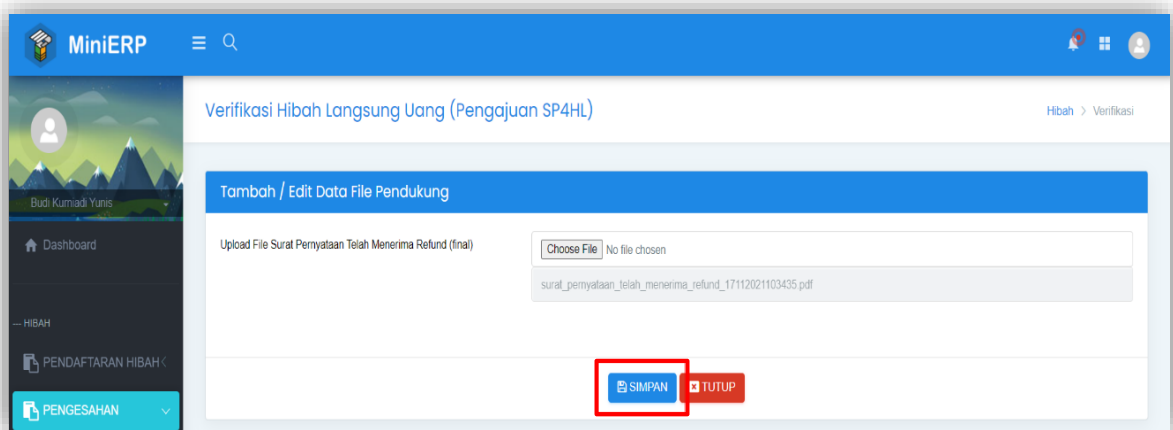 MiniERP
Verifikasi Hibah Langsung Uang (Pengajuan SP4HL)
Hibah > Verifikasi
Budi Kurniadi Yunis
Tambah / Edit Data File Pendukung
Dashboard
Upload File Surat Pernyataan Telah Menerima Refund (final)
Choose File No file chosen
surat_pernyataan_telah_menerima_refund_17112021103435.pdf
--- HIBAH
PENDAFTARAN HIBAH
SIMPAN
TUTUP
PENGESAHAN